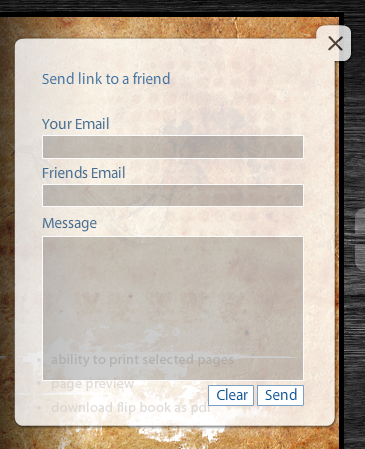 Send link to a friend
Your Email
Friends Email
Message
ability to print selected pages
page preview
download flip book as pdf
Clear Send